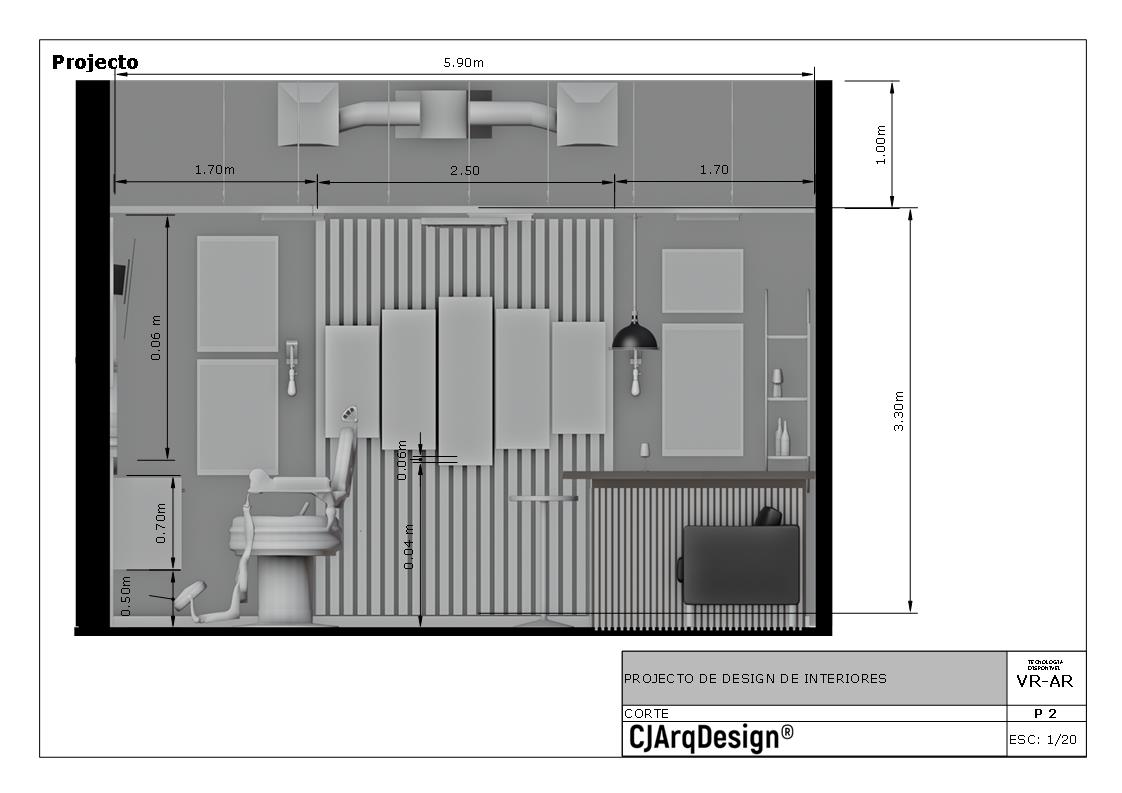 Projecto
5.90m
1.00m
1.70m
2.50
1.70
0.06 m
3.30m
0.06m
0.70m
0.04 m
0.50m
PROJECTO DE DESIGN DE INTERIORES
TECNOLOGIA
DISPONTVEL
VR-AR
CORTE
P 2
CJArqDesign®
ESC: 1/20